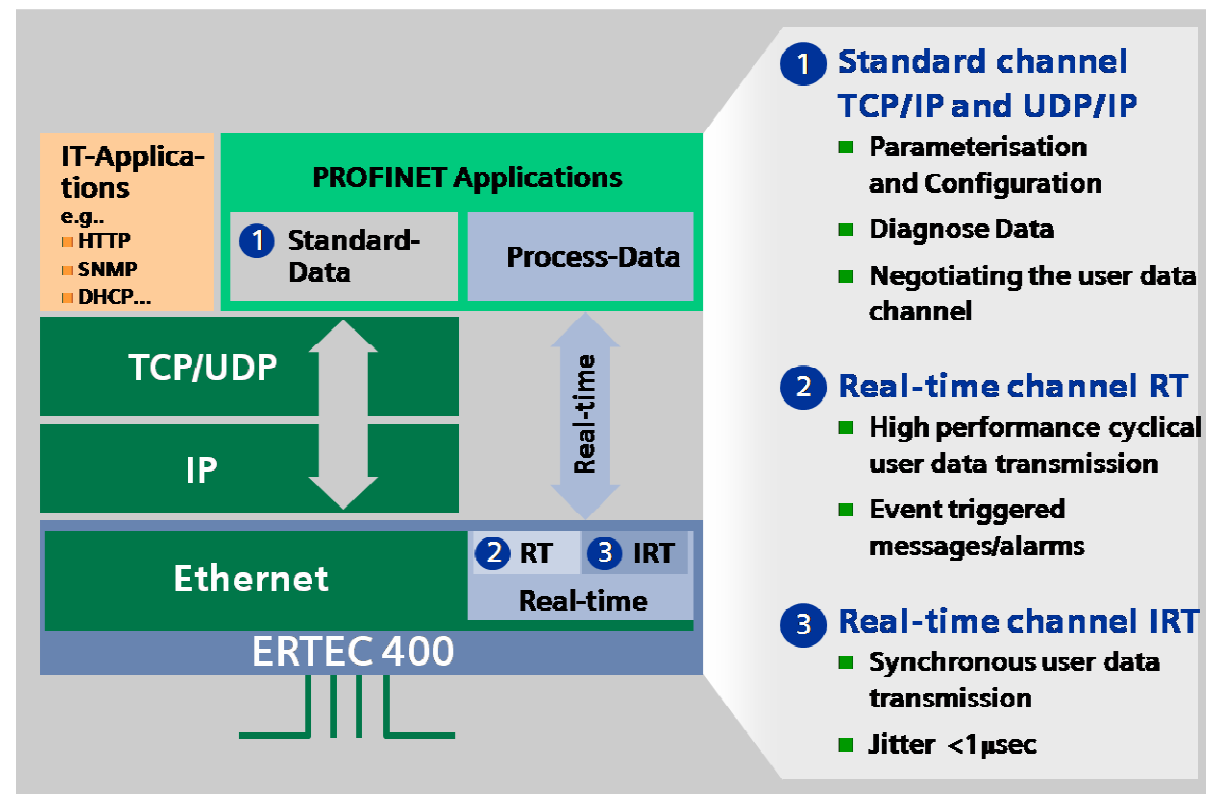 IT-Applica-
tions
e.g..
HTTP
SNMP
DHCP...
PROFINET Applications
1 Standard-
Data
Process-Data
TCP/UDP
IP
Real-time
Ethernet
2 RT
3 IRT
Real-time
ERTEC 400
1 Standard channel
TCP/IP and UDP/IP
Parameterisation
and Configuration
Diagnose Data
Negotiating the user data
channel
2 Real-time channel RT
High performance cyclical
user data transmission
Event triggered
messages/alarms
3 Real-time channel IRT
Synchronous user data
transmission
Jitter <1µsec